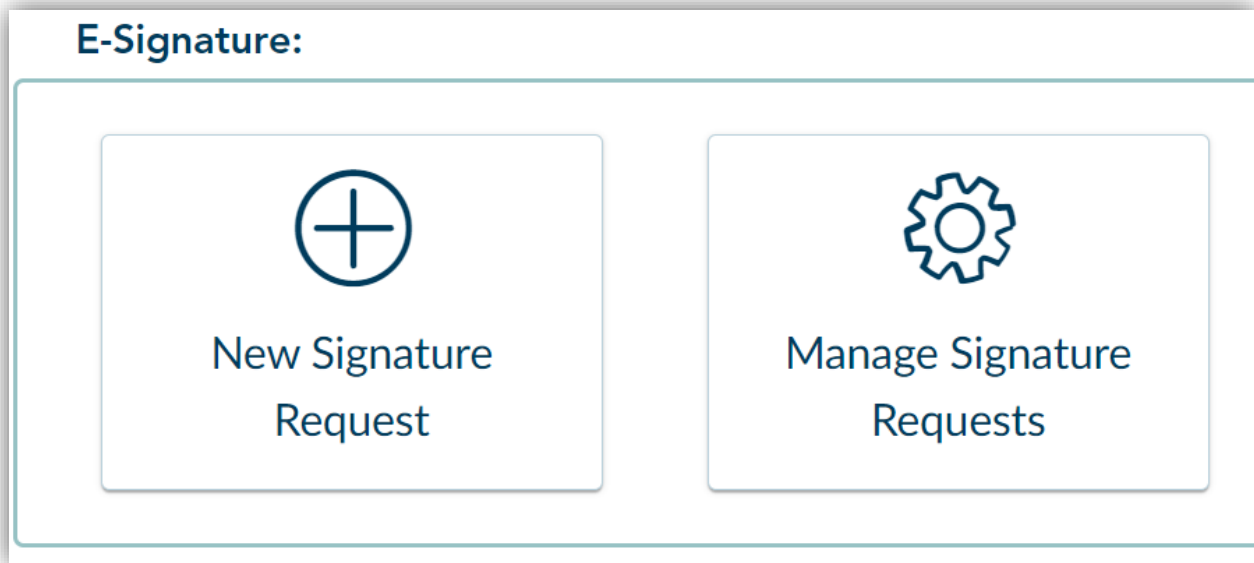 E-Signature:
New Signature
Request
Manage Signature
Requests